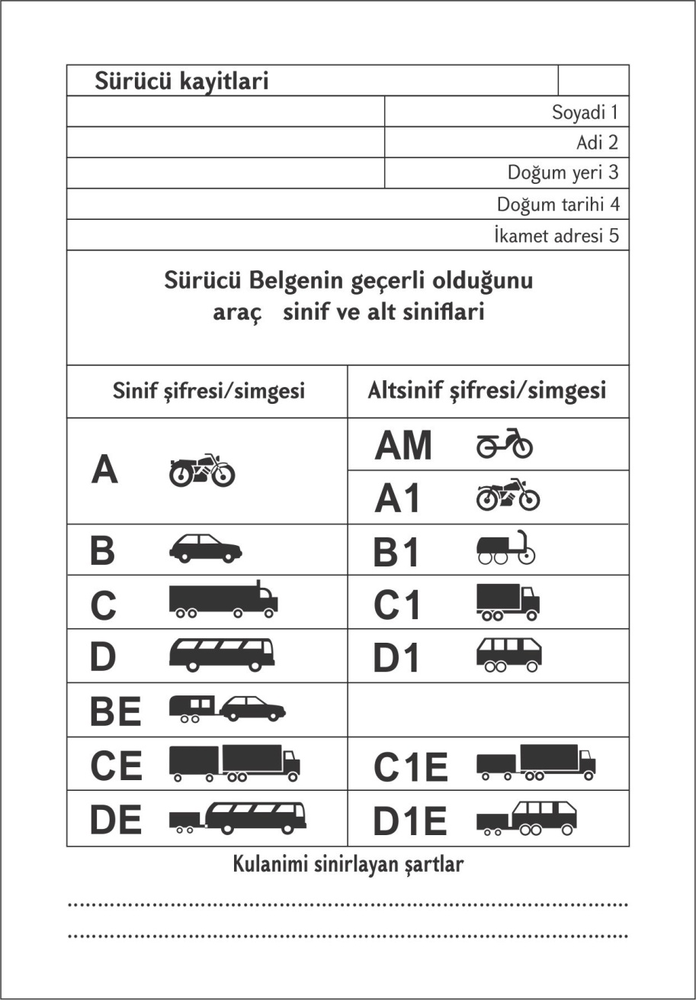 Sürücü kayitlari
Soyadi 1
Adi 2
Doğum yeri 3
Doğum tarihi 4
İkamet adresi 5
Sürücü Belgenin geçerli olduğunu
araç sinif ve alt siniflari
Sinif şifresi/simgesi Altsinif şifresi/simgesi
A AM
A1
B B1
C C1
D D1
BE
CE C1E
DE D1E
Kulanimi sinirlayan şartlar